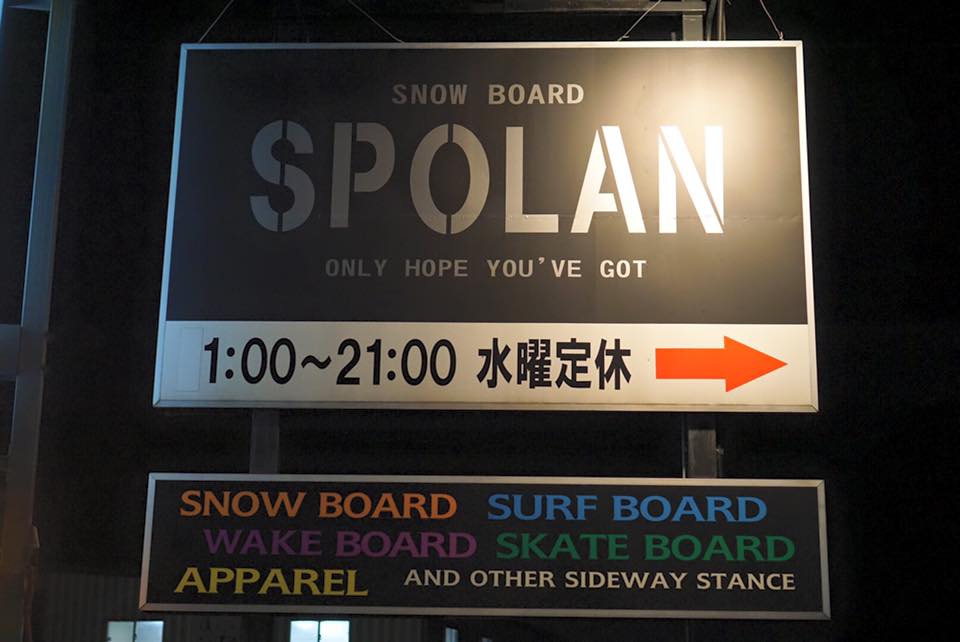 SNOW BOARD
SPOLAN
ONLY HOPE YOU'VE GOT
1:00～21:00 水曜定休
SNOW BOARD SURF BOARD
WAKE BOARD SKATE BOARD
APPAREL AND OTHER SIDEWAY STANCE